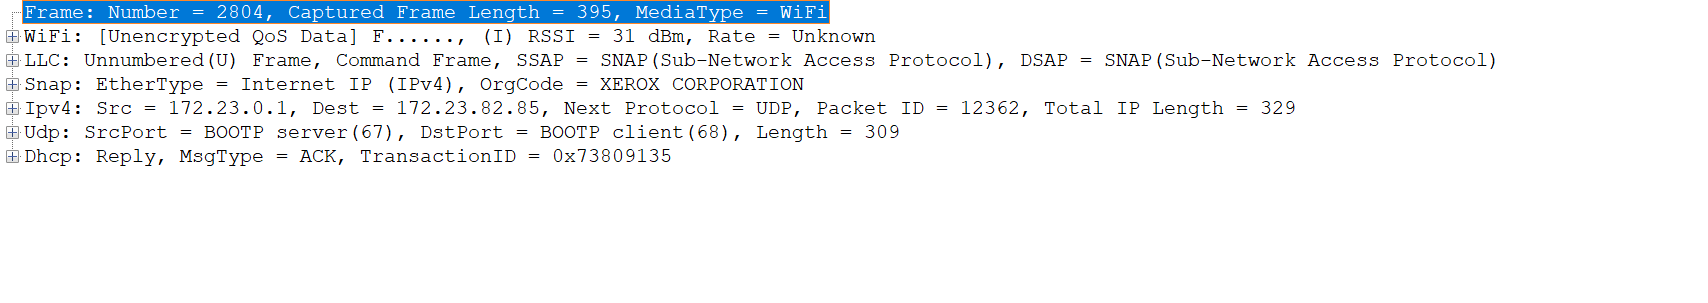 Frame: Number = 2804, Captured Frame Length = 395, MediaType = WiFi
WiFi: [Unencrypted QoS Data] F......, (I) RSSI = 31 dBm, Rate = Unknown
LLC: Unnumbered(U) Frame, Command Frame, SSAP = SNAP(Sub-Network Access Protocol), DSAP = SNAP(Sub-Network Access Protocol)
Snap: EtherType = Internet IP (IPv4), OrgCode = XEROX CORPORATION
Ipv4: Src = 172.23.0.1, Dest = 172.23.82.85, Next Protocol = UDP, Packet ID = 12362, Total IP Length = 329
Udp: SrcPort = BOOTP server(67), DstPort = BOOTP client(68), Length = 309
Dhcp: Reply, MsgType = ACK, TransactionID = 0x73809135